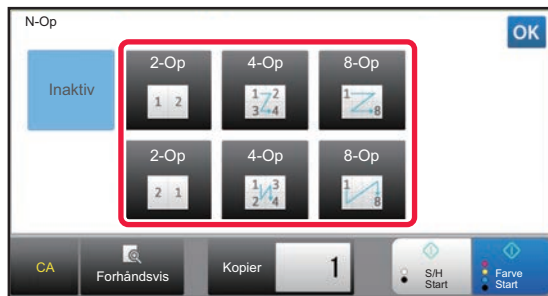 N-Op
OK
Inaktiv
2-Op
4-Op
8-Op
1 2
1 2
3 4
1
8
2-Op
4-Op
8-Op
2 1
1 3
2 4
1
8
CA
Forhåndsvis
Kopier
1
S/H
Start
Farve
Start